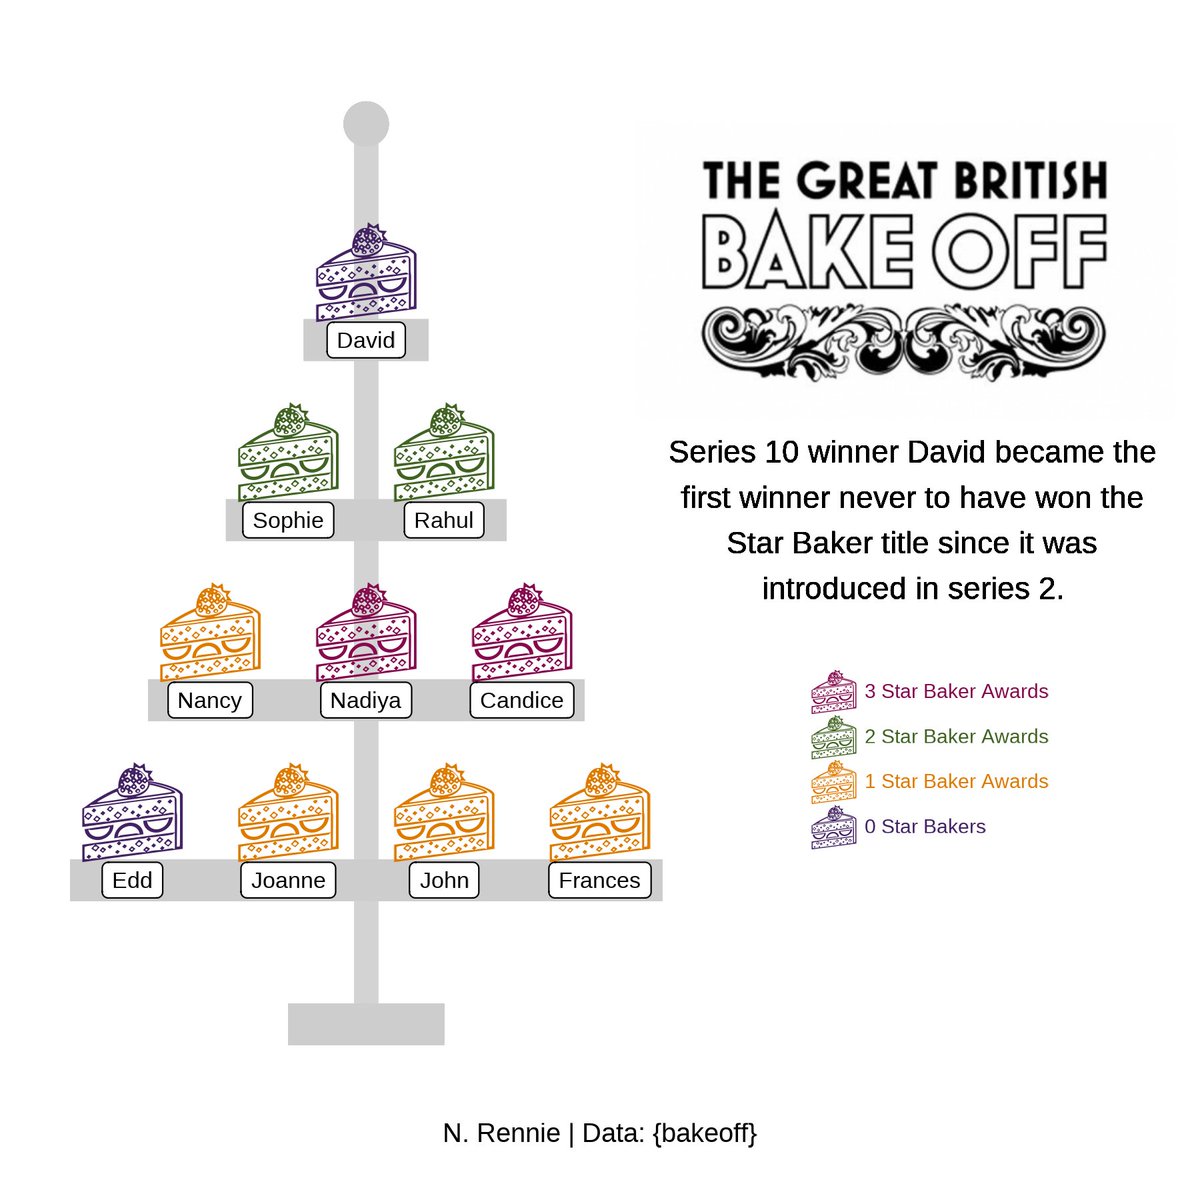 THE GREAT BRITISH
BAKE OFF
David
Series 10 winner David became the
first winner never to have won the
Star Baker title since it was
introduced in series 2.
Sophie
Rahul
Nancy
Nadiya
Candice
3 Star Baker Awards
2 Star Baker Awards
1 Star Baker Awards
0 Star Bakers
Edd
Joanne
John
Frances
N. Rennie | Data: {bakeoff}